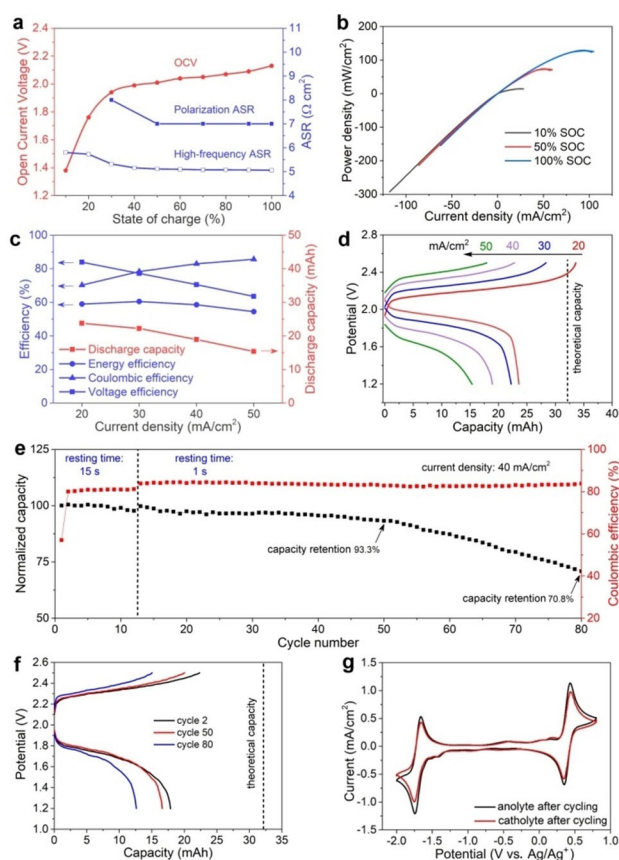 a
Open Current Voltage (V)
2.4
2.2
2.0
1.8
1.6
1.4
1.2
OCV
Polarization ASR
High-frequency ASR
11
10
9
8
7
6
5
4
ASR (Ω cm²)
20 40 60 80 100
State of charge (%)
b
Power density (mW/cm²)
200
100
0
-100
-200
-300
10% SOC
50% SOC
100% SOC
-100 -50 0 50 100
Current density (mA/cm²)
c
Efficiency (%)
100
80
60
40
20
0
Discharge capacity
Energy efficiency
Coulombic efficiency
Voltage efficiency
50
40
30
20
10
0
Discharge capacity (mAh)
20 30 40 50
Current density (mA/cm²)
d
Potential (V)
2.8
2.4
2.0
1.6
1.2
mA/cm²
50 40 30 20
theoretical capacity
0 5 10 15 20 25 30 35 40
Capacity (mAh)
e
Normalized capacity
125
100
75
50
resting time:
15 s
resting time:
1 s
current density: 40 mA/cm²
capacity retention 93.3%
capacity retention 70.8%
100
80
60
40
20
Coulombic efficiency (%)
0 10 20 30 40 50 60 70 80
Cycle number
f
Potential (V)
2.6
2.4
2.2
2.0
1.8
1.6
1.4
1.2
1.0
cycle 2
cycle 50
cycle 80
theoretical capacity
0 5 10 15 20 25 30 35
Capacity (mAh)
g
Current (mA/cm²)
1.5
1.0
0.5
0.0
-0.5
-1.0
-1.5
anolyte after cycling
catholyte after cycling
-2.0 -1.5 -1.0 -0.5 0.0 0.5 1.0
Potential (V vs. Ag/Ag⁺)